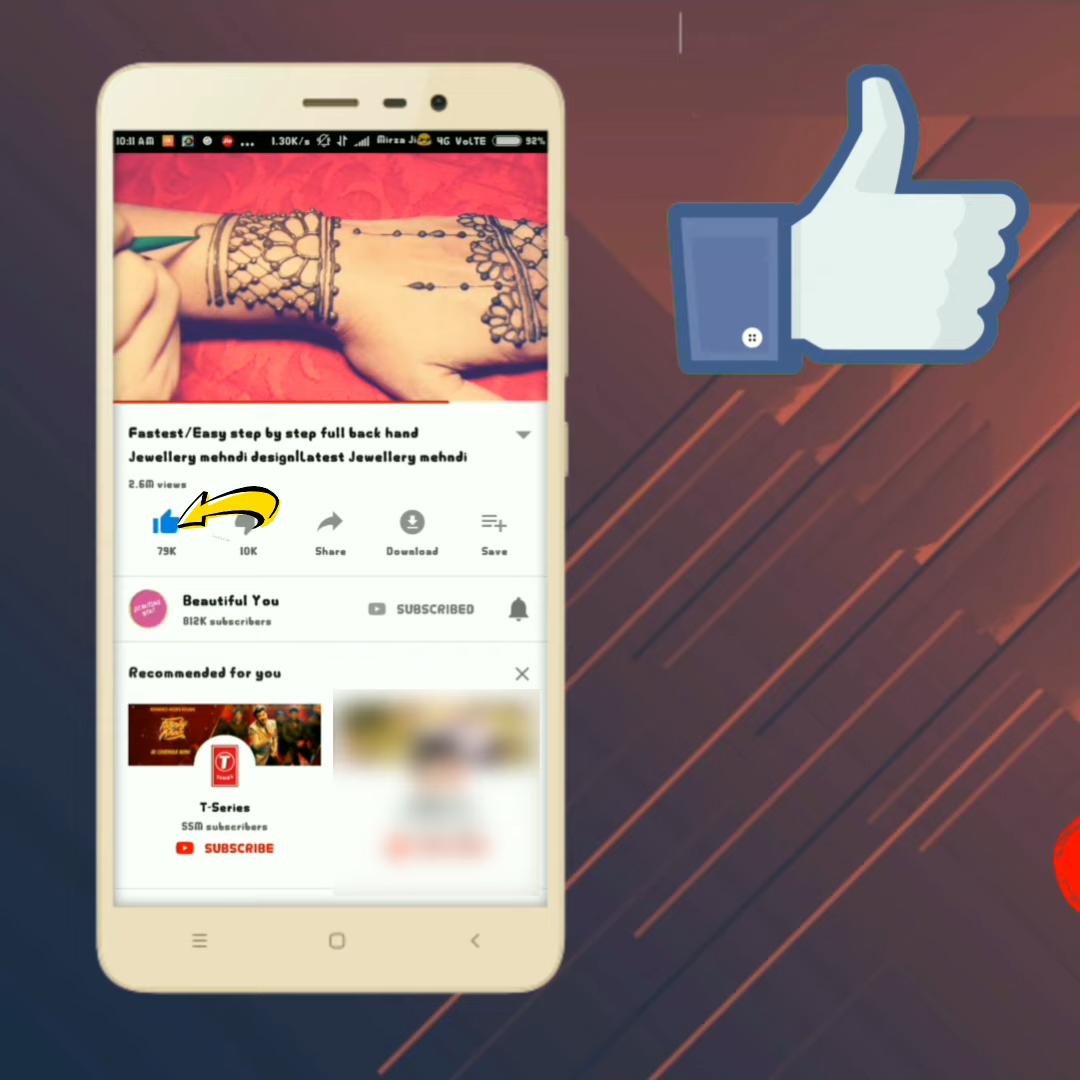 10:11 AM ... 1.30K/s Mirza Ji 4G VoLTE 92%
Fastest/Easy step by step full back hand
Jewellery mehndi design|Latest Jewellery mehndi
2.6M views
79K 10K Share Download Save
Beautiful You
SUBSCRIBED
812K subscribers
Recommended for you
T
T-Series
55M subscribers
SUBSCRIBE